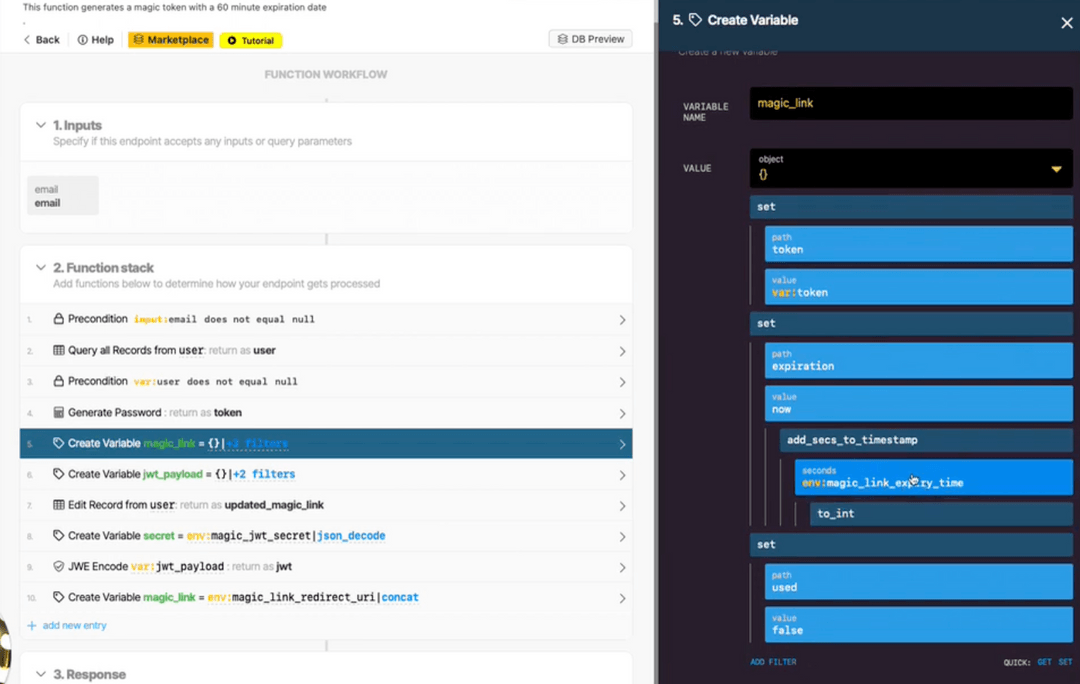 This function generates a magic token with a 60 minute expiration date
.
Back
Help
Marketplace
Tutorial
DB Preview
FUNCTION WORKFLOW
1. Inputs
Specify if this endpoint accepts any inputs or query parameters
email
email
2. Function stack
Add functions below to determine how your endpoint gets processed
1. Precondition input:email does not equal null
2. Query all Records from user: return as user
3. Precondition var:user does not equal null
4. Generate Password : return as token
5. Create Variable magic_link = {}|+3 filters
6. Create Variable jwt_payload = {}|+2 filters
7. Edit Record from user: return as updated_magic_link
8. Create Variable secret = env:magic_jwt_secret|json_decode
9. JWE Encode var:jwt_payload : return as jwt
10. Create Variable magic_link = env:magic_link_redirect_uri|concat
+ add new entry
3. Response
5. Create Variable
Create a new variable
VARIABLE
NAME
magic_link
VALUE
object
{}
set
path
token
value
var:token
set
path
expiration
value
now
add_secs_to_timestamp
seconds
env:magic_link_expiry_time
to_int
set
path
used
value
false
ADD FILTER
QUICK: GET SET